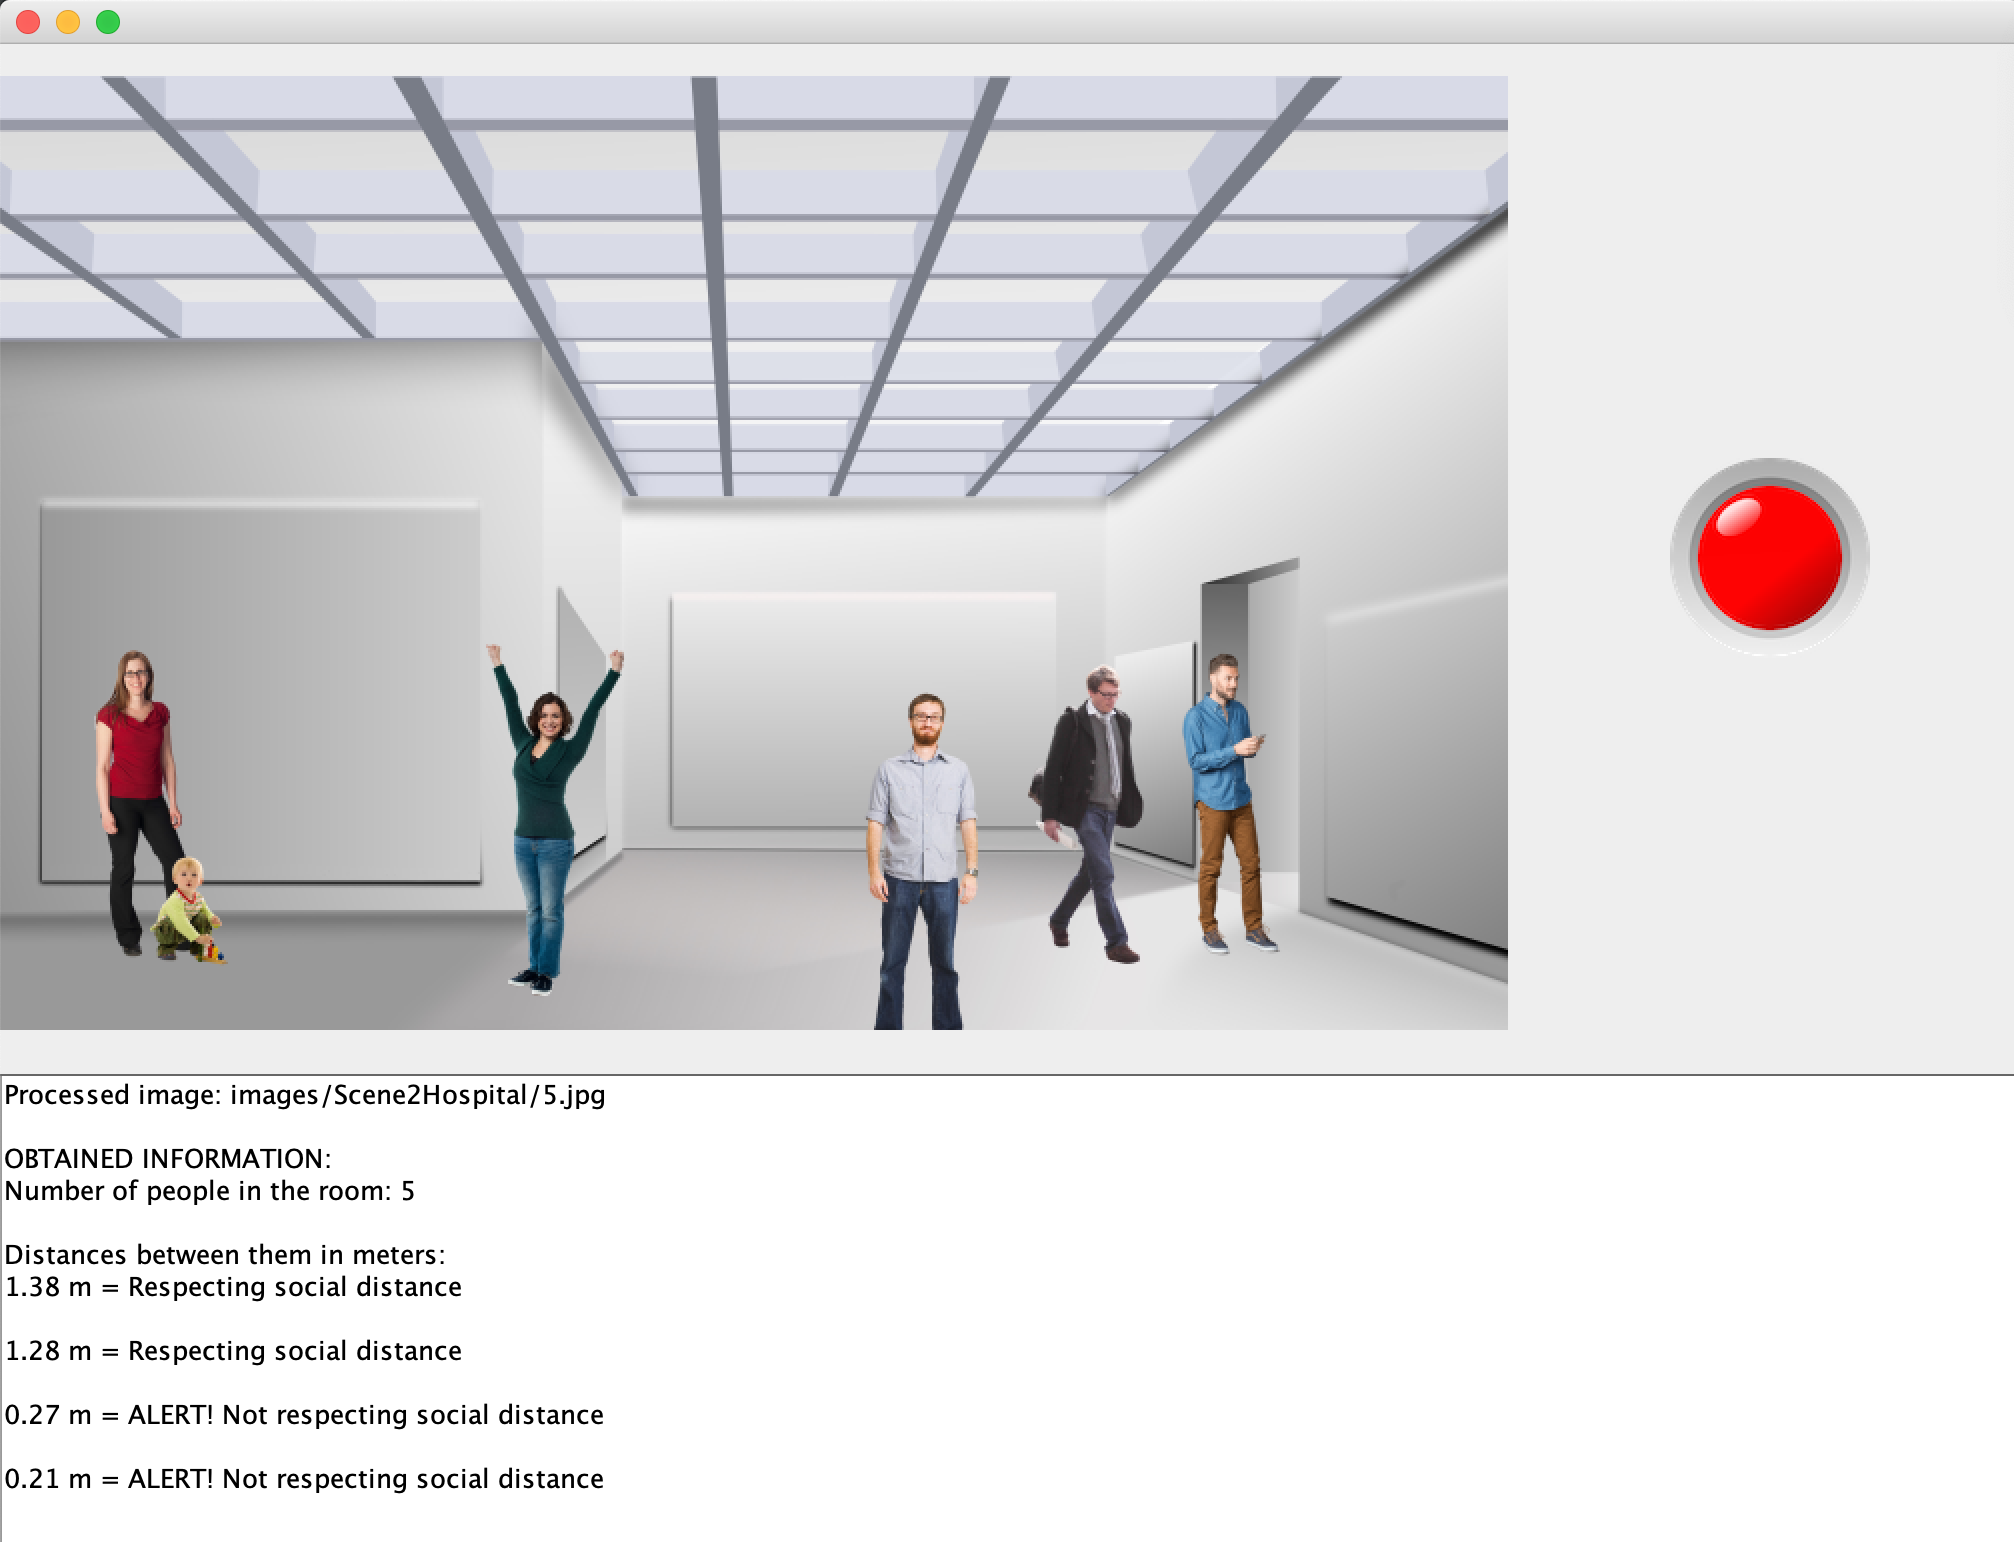 Processed image: images/Scene2Hospital/5.jpg
OBTAINED INFORMATION:
Number of people in the room: 5
Distances between them in meters:
1.38 m = Respecting social distance
1.28 m = Respecting social distance
0.27 m = ALERT! Not respecting social distance
0.21 m = ALERT! Not respecting social distance